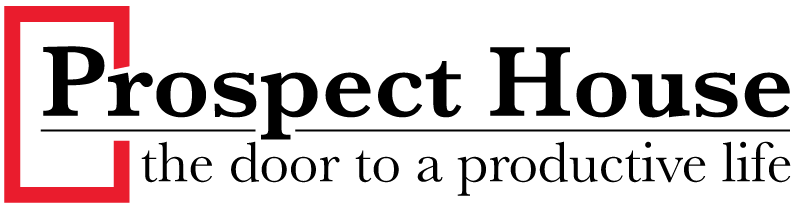 Prospect House
the door to a productive life